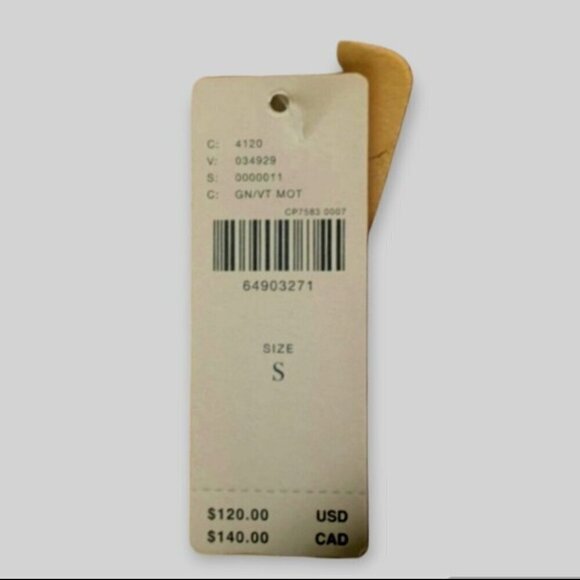 C: 4120
V: 034929
S: 0000011
C: GN/VT MOT
CP7583 0007
64903271
SIZE
S
$120.00 USD
$140.00 CAD